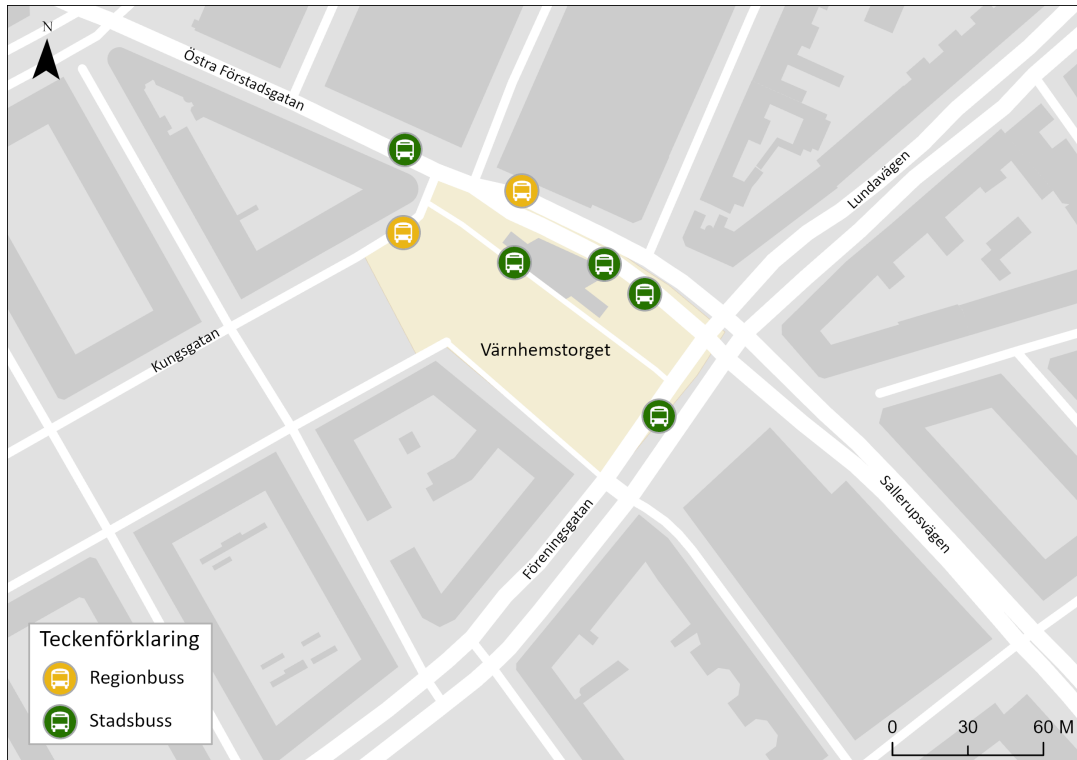 N
Östra Förstadsgatan
Lundavägen
Kungsgatan
Värnhemstorget
Sallerupsvägen
Föreningsgatan
Teckenförklaring
Regionbuss
Stadsbuss
0 30 60 M